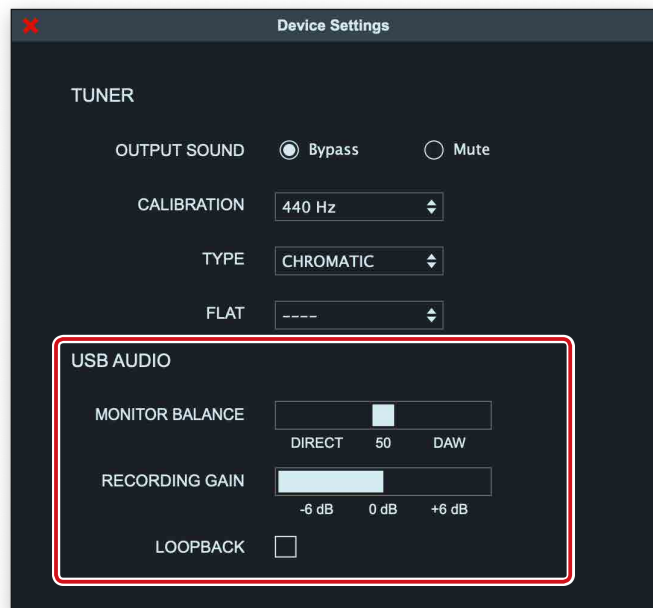 Device Settings
TUNER
OUTPUT SOUND Bypass Mute
CALIBRATION 440 Hz
TYPE CHROMATIC
FLAT ----
USB AUDIO
MONITOR BALANCE
DIRECT 50 DAW
RECORDING GAIN
-6 dB 0 dB +6 dB
LOOPBACK